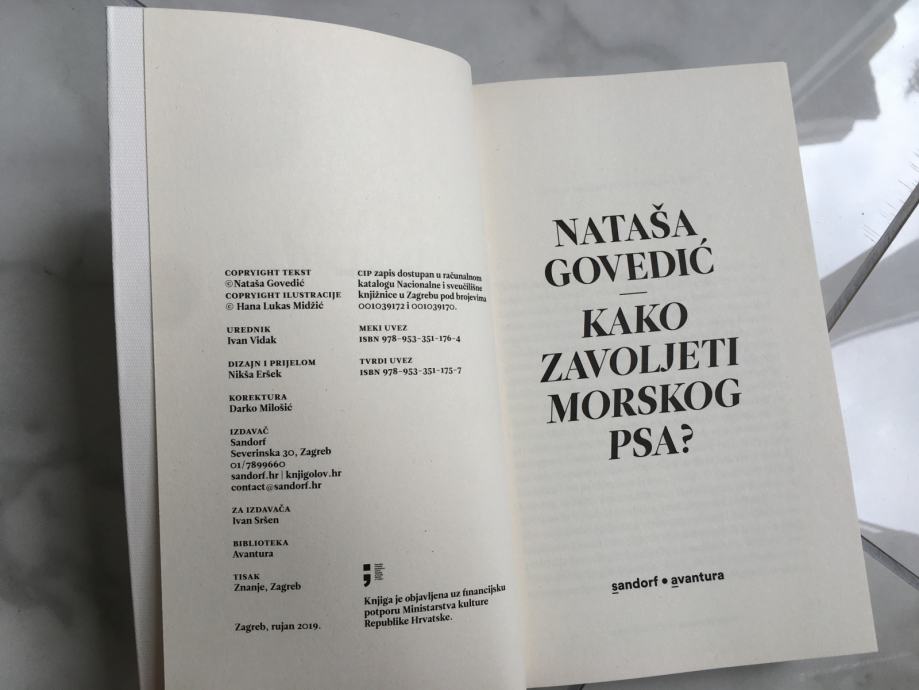 COPRYIGHT TEKST
©Nataša Govedić
COPRYIGHT ILUSTRACIJE
© Hana Lukas Midžić
UREDNIK
Ivan Vidak
DIZAJN I PRIJELOM
Nikša Eršek
KOREKTURA
Darko Milošić
IZDAVAČ
Sandorf
Severinska 30, Zagreb
01/7899660
sandorf.hr | knjigolov.hr
contact@sandorf.hr
ZA IZDAVAČA
Ivan Sršen
BIBLIOTEKA
Avantura
TISAK
Znanje, Zagreb
Zagreb, rujan 2019.
CIP zapis dostupan u računalnom
katalogu Nacionalne i sveučilišne
knjižnice u Zagrebu pod brojevima
001039172 i 001039170.
MEKI UVEZ
ISBN 978-953-351-176-4
TVRDI UVEZ
ISBN 978-953-351-175-7
Knjiga je objavljena uz financijsku
potporu Ministarstva kulture
Republike Hrvatske.
NATAŠA
GOVEDIĆ
KAKO
ZAVOLJETI
MORSKOG
PSA?
sandorf • avantura